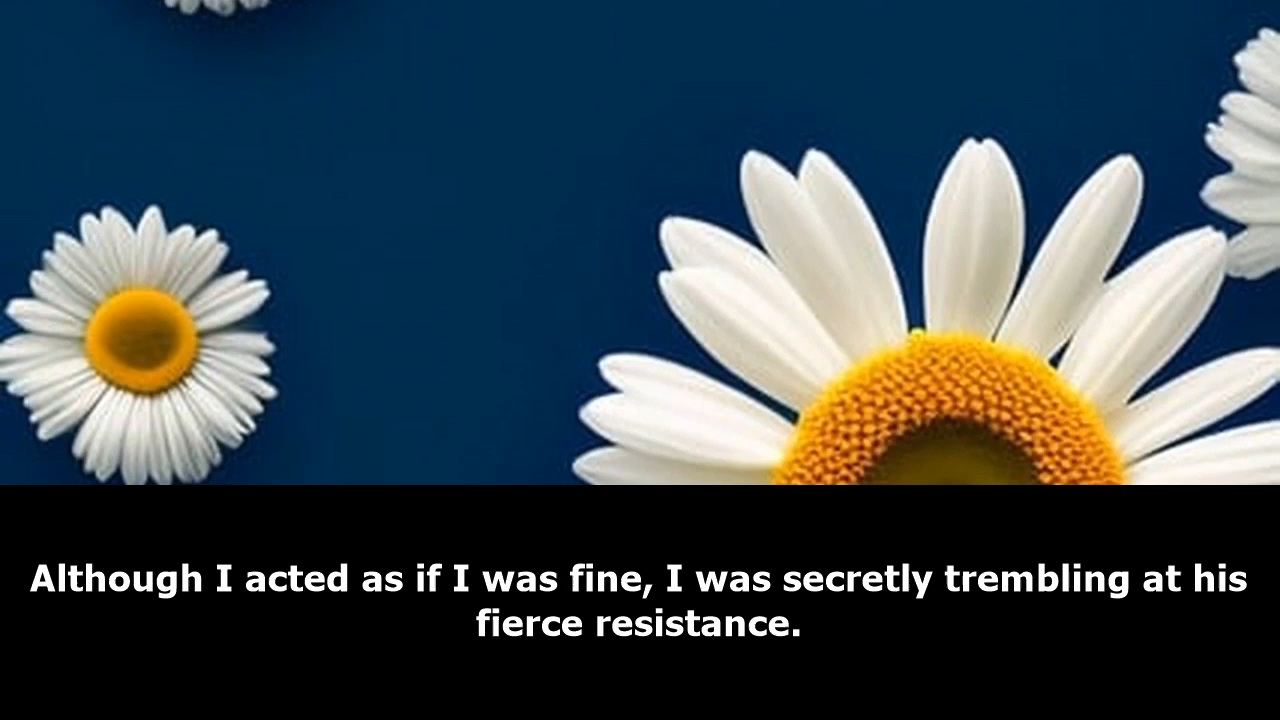 Although I acted as if I was fine, I was secretly trembling at his
fierce resistance.